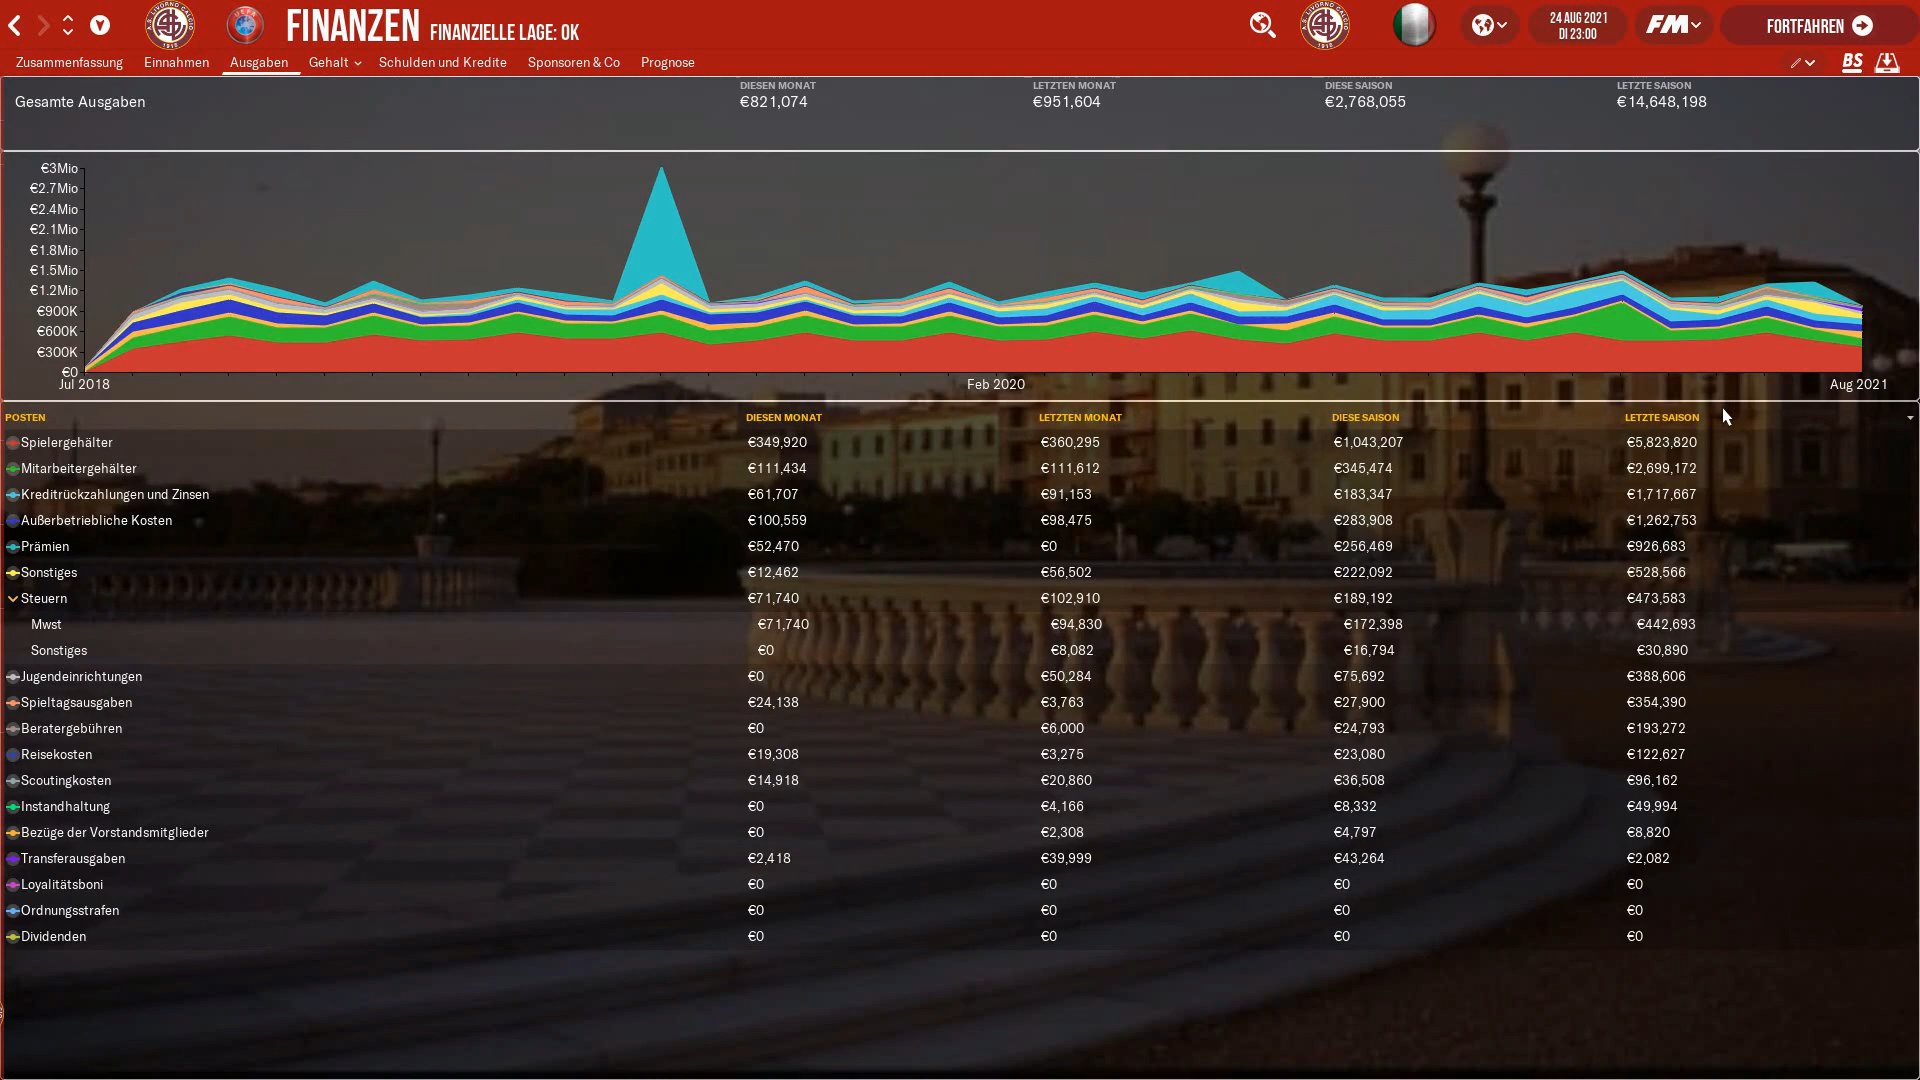 FINANZEN FINANZIELLE LAGE: OK
24 AUG 2021
DI 23:00
FM
FORTFAHREN
Zusammenfassung Einnahmen Ausgaben Gehalt Schulden und Kredite Sponsoren & Co Prognose
BS
Gesamte Ausgaben
DIESEN MONAT LETZTEN MONAT DIESE SAISON LETZTE SAISON
€821,074 €951,604 €2,768,055 €14,648,198
€3Mio
€2.7Mio
€2.4Mio
€2.1Mio
€1.8Mio
€1.5Mio
€1.2Mio
€900K
€600K
€300K
€0
Jul 2018 Feb 2020 Aug 2021
POSTEN DIESEN MONAT LETZTEN MONAT DIESE SAISON LETZTE SAISON
Spielergehälter €349,920 €360,295 €1,043,207 €5,823,820
Mitarbeitergehälter €111,434 €111,612 €345,474 €2,699,172
Kreditrückzahlungen und Zinsen €61,707 €91,153 €183,347 €1,717,667
Außerbetriebliche Kosten €100,559 €98,475 €283,908 €1,262,753
Prämien €52,470 €0 €256,469 €926,683
Sonstiges €12,462 €56,502 €222,092 €528,566
Steuern €71,740 €102,910 €189,192 €473,583
Mwst €71,740 €94,830 €172,398 €442,693
Sonstiges €0 €8,082 €16,794 €30,890
Jugendeinrichtungen €0 €50,284 €75,692 €388,606
Spieltagsausgaben €24,138 €3,763 €27,900 €354,390
Beratergebühren €0 €6,000 €24,793 €193,272
Reisekosten €19,308 €3,275 €23,080 €122,627
Scoutingkosten €14,918 €20,860 €36,508 €96,162
Instandhaltung €0 €4,166 €8,332 €49,994
Bezüge der Vorstandsmitglieder €0 €2,308 €4,797 €8,820
Transferausgaben €2,418 €39,999 €43,264 €2,082
Loyalitätsboni €0 €0 €0 €0
Ordnungsstrafen €0 €0 €0 €0
Dividenden €0 €0 €0 €0